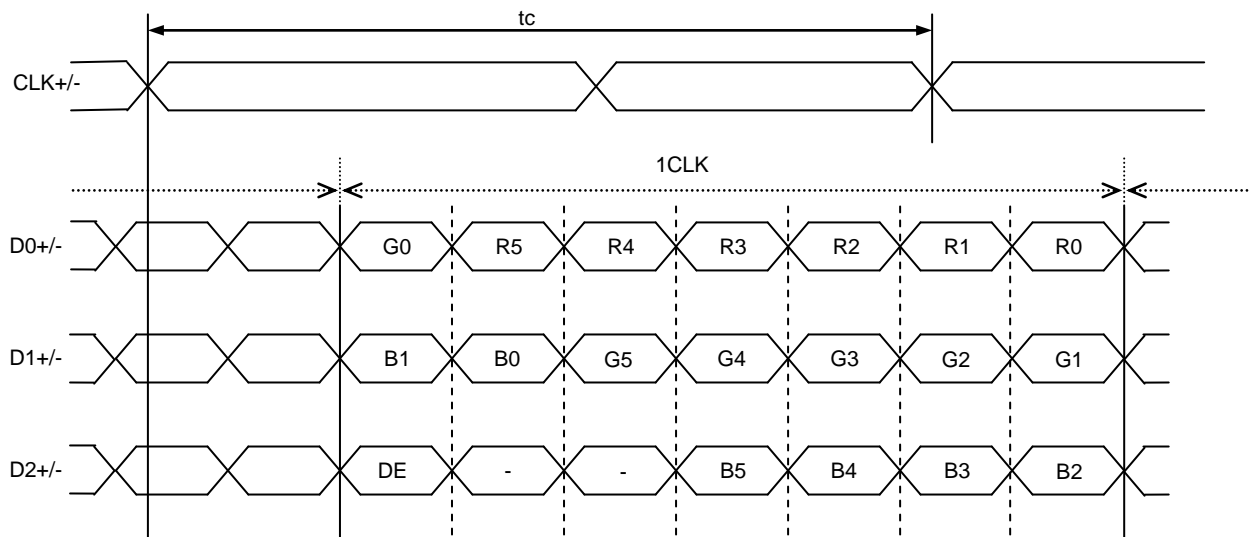 tc
CLK+/-
1CLK
D0+/- G0 R5 R4 R3 R2 R1 R0
D1+/- B1 B0 G5 G4 G3 G2 G1
D2+/- DE - - B5 B4 B3 B2